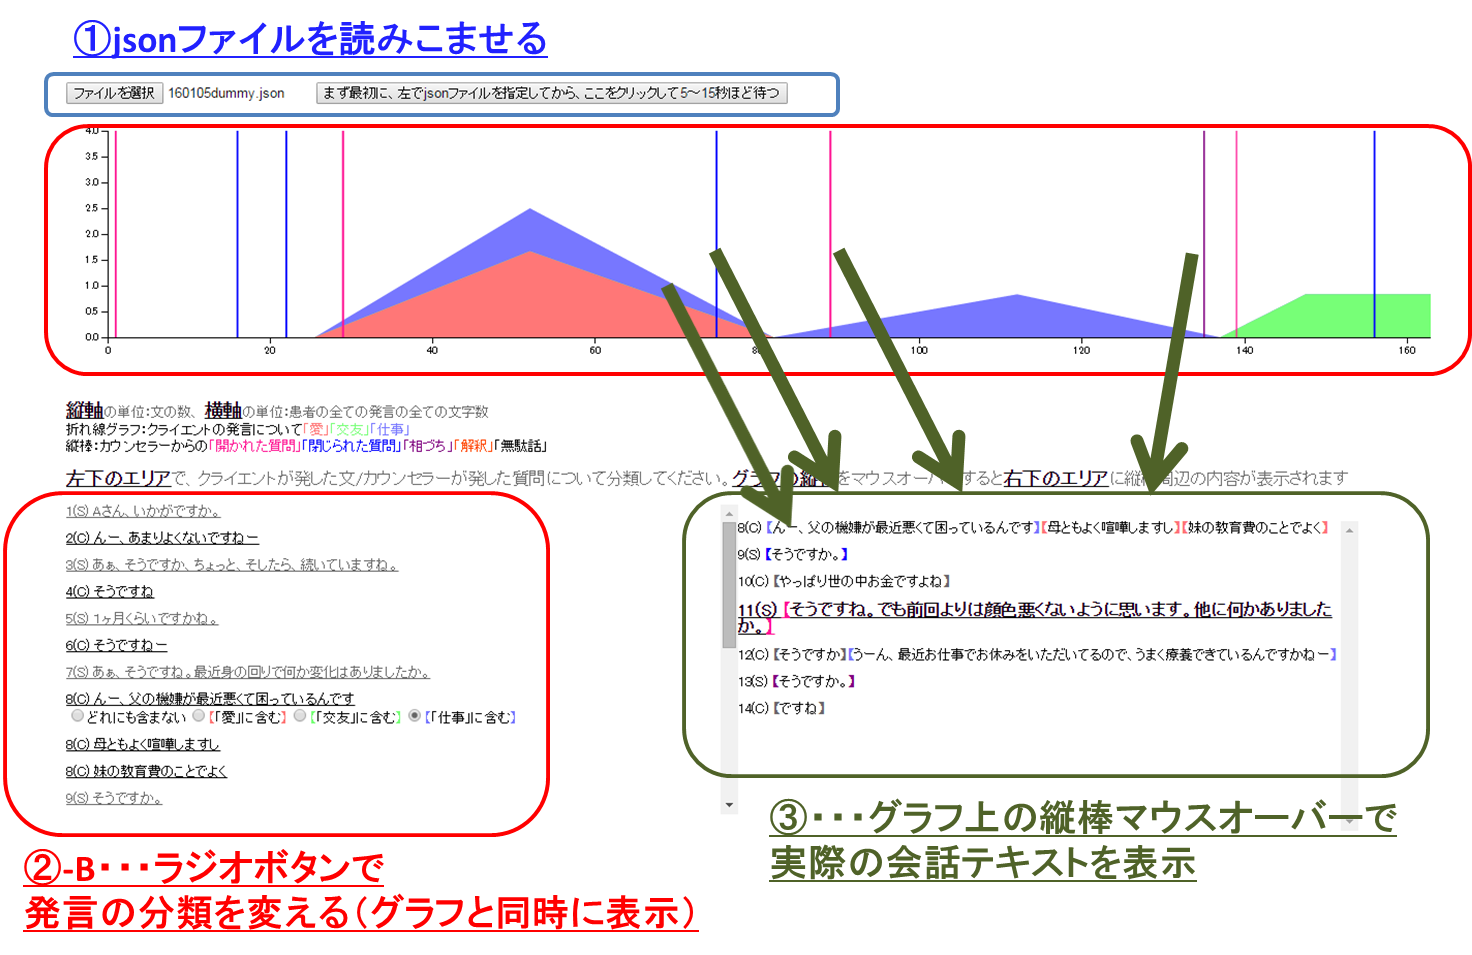 ①jsonファイルを読みこませる
ファイルを選択 160105dummy.json まず最初に、左でjsonファイルを指定してから、ここをクリックして5～15秒ほど待つ
4.0
3.5
3.0
2.5
2.0
1.5
1.0
0.5
0.0
0 20 40 60 80 100 120 140 160
縦軸の単位：文の数、 横軸の単位：患者の全ての発言の全ての文字数
折れ線グラフ：クライエントの発言について「愛」「交友」「仕事」
縦棒：カウンセラーからの「開かれた質問」「閉じられた質問」「相づち」「解釈」「無駄話」
左下のエリアで、クライエントが発した文/カウンセラーが発した質問について分類してください。グラフの縦棒をマウスオーバーすると右下のエリアに縦棒周辺の内容が表示されます
1(S) Aさん、いかがですか。
2(C) んー、あまりよくないですねー
3(S) あぁ、そうですか、ちょっと、そしたら、続いていますね。
4(C) そうですね
5(S) 1ヶ月くらいですかね。
6(C) そうですねー
7(S) あぁ、そうですね。最近身の回りで何か変化はありましたか。
8(C) んー、父の機嫌が最近悪くて困っているんです
どれにも含まない 【「愛」に含む】 【「交友」に含む】 【「仕事」に含む】
8(C) 母ともよく喧嘩しますし
8(C) 妹の教育費のことでよく
9(S) そうですか。
8(C) 【んー、父の機嫌が最近悪くて困っているんです】【母ともよく喧嘩しますし】【妹の教育費のことでよく】
9(S) 【そうですか。】
10(C) 【やっぱり世の中お金ですよね】
11(S) 【そうですね。でも前回よりは顔色悪くないように思います。他に何かありました
か。】
12(C) 【そうですか】【うーん、最近お仕事でお休みをいただいてるので、うまく療養できているんですかねー】
13(S) 【そうですか。】
14(C) 【ですね】
②-B・・・ラジオボタンで
発言の分類を変える（グラフと同時に表示）
③・・・グラフ上の縦棒マウスオーバーで
実際の会話テキストを表示